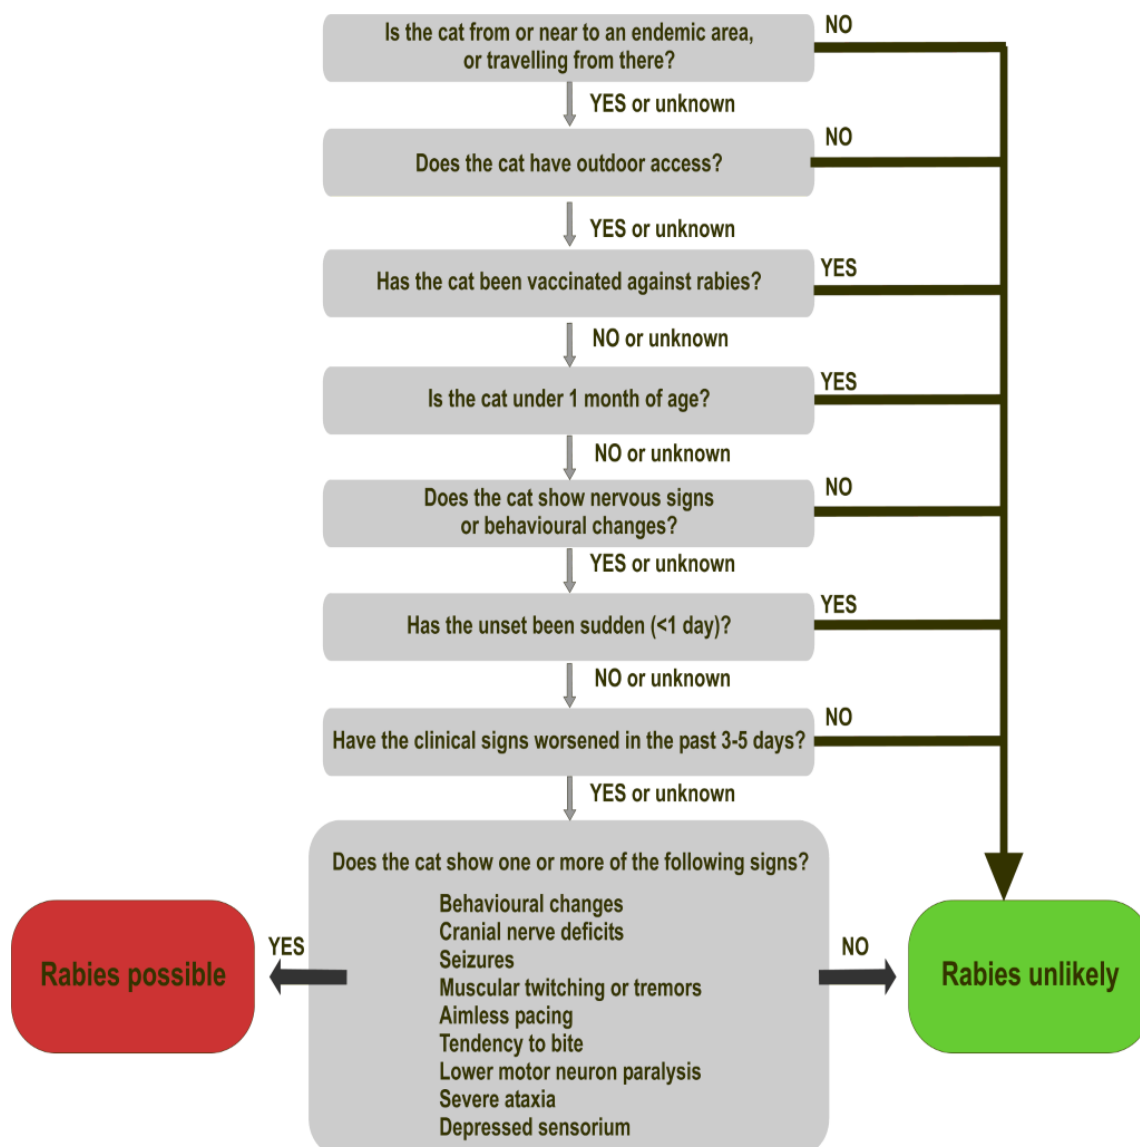 Is the cat from or near to an endemic area,
or travelling from there?
NO
YES or unknown
Does the cat have outdoor access?
NO
YES or unknown
Has the cat been vaccinated against rabies?
YES
NO or unknown
Is the cat under 1 month of age?
YES
NO or unknown
Does the cat show nervous signs
or behavioural changes?
NO
YES or unknown
Has the unset been sudden (<1 day)?
YES
NO or unknown
Have the clinical signs worsened in the past 3-5 days?
NO
YES or unknown
Does the cat show one or more of the following signs?
Behavioural changes
Cranial nerve deficits
Seizures
Muscular twitching or tremors
Aimless pacing
Tendency to bite
Lower motor neuron paralysis
Severe ataxia
Depressed sensorium
YES
Rabies possible
NO
Rabies unlikely